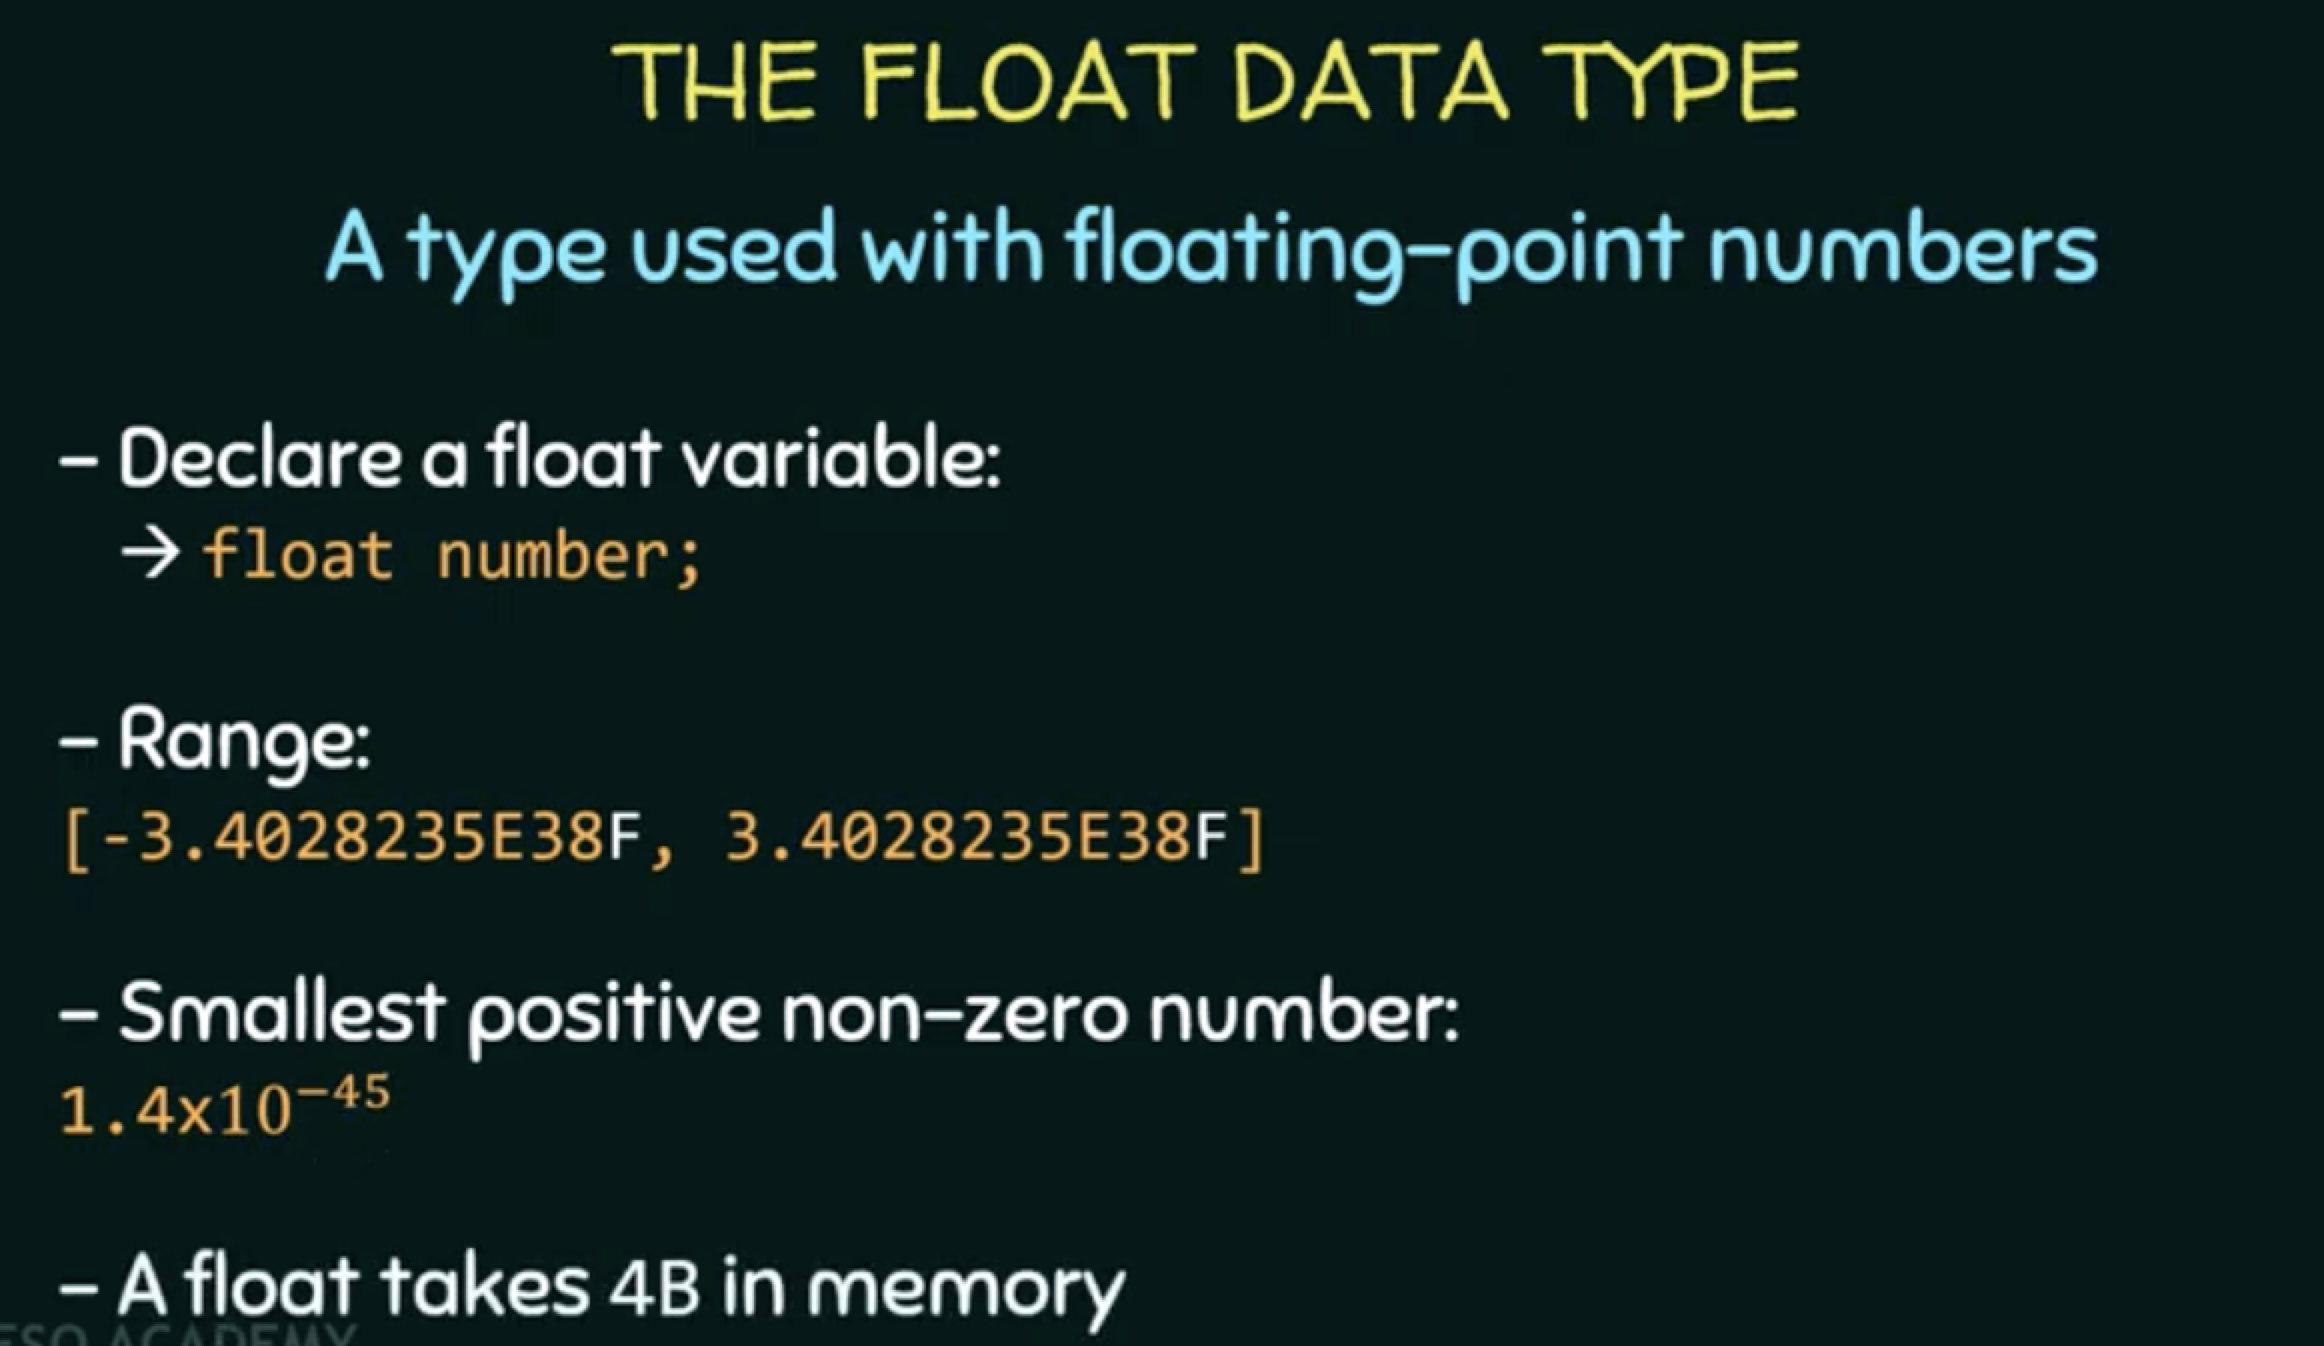 THE FLOAT DATA TYPE
A type used with floating-point numbers
- Declare a float variable:
→ float number;
- Range:
[-3.4028235E38F, 3.4028235E38F]
- Smallest positive non-zero number:
1.4x10⁻⁴⁵
- A float takes 4B in memory
ESO ACADEMY